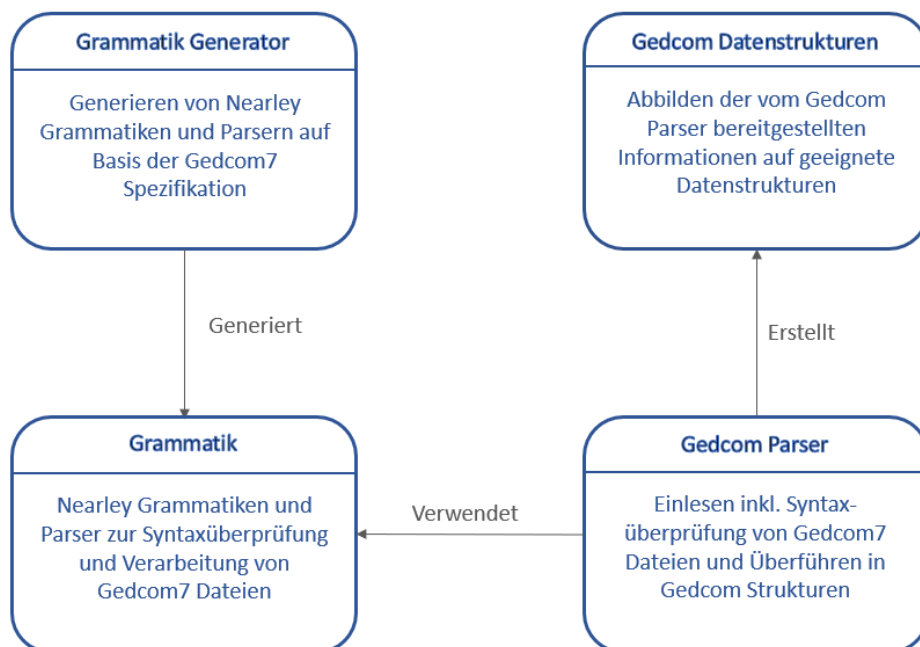 Grammatik Generator
Generieren von Nearley
Grammatiken und Parsern auf
Basis der Gedcom7
Spezifikation
Gedcom Datenstrukturen
Abbilden der vom Gedcom
Parser bereitgestellten
Informationen auf geeignete
Datenstrukturen
Generiert
Erstellt
Grammatik
Nearley Grammatiken und
Parser zur Syntaxüberprüfung
und Verarbeitung von
Gedcom7 Dateien
Verwendet
Gedcom Parser
Einlesen inkl. Syntax-
überprüfung von Gedcom7
Dateien und Überführen in
Gedcom Strukturen